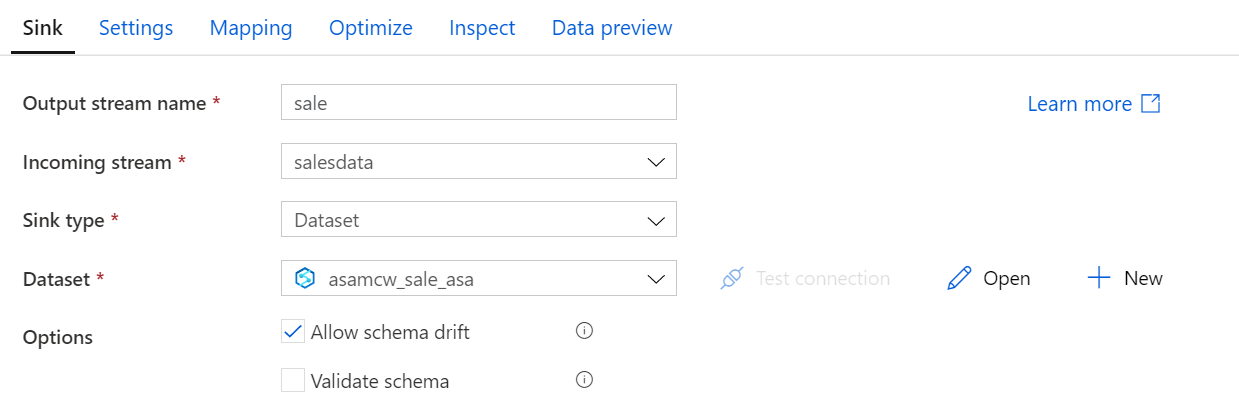 Sink Settings Mapping Optimize Inspect Data preview
Output stream name * sale Learn more
Incoming stream * salesdata
Sink type * Dataset
Dataset * asamcw_sale_asa Test connection Open New
Options Allow schema drift
Validate schema